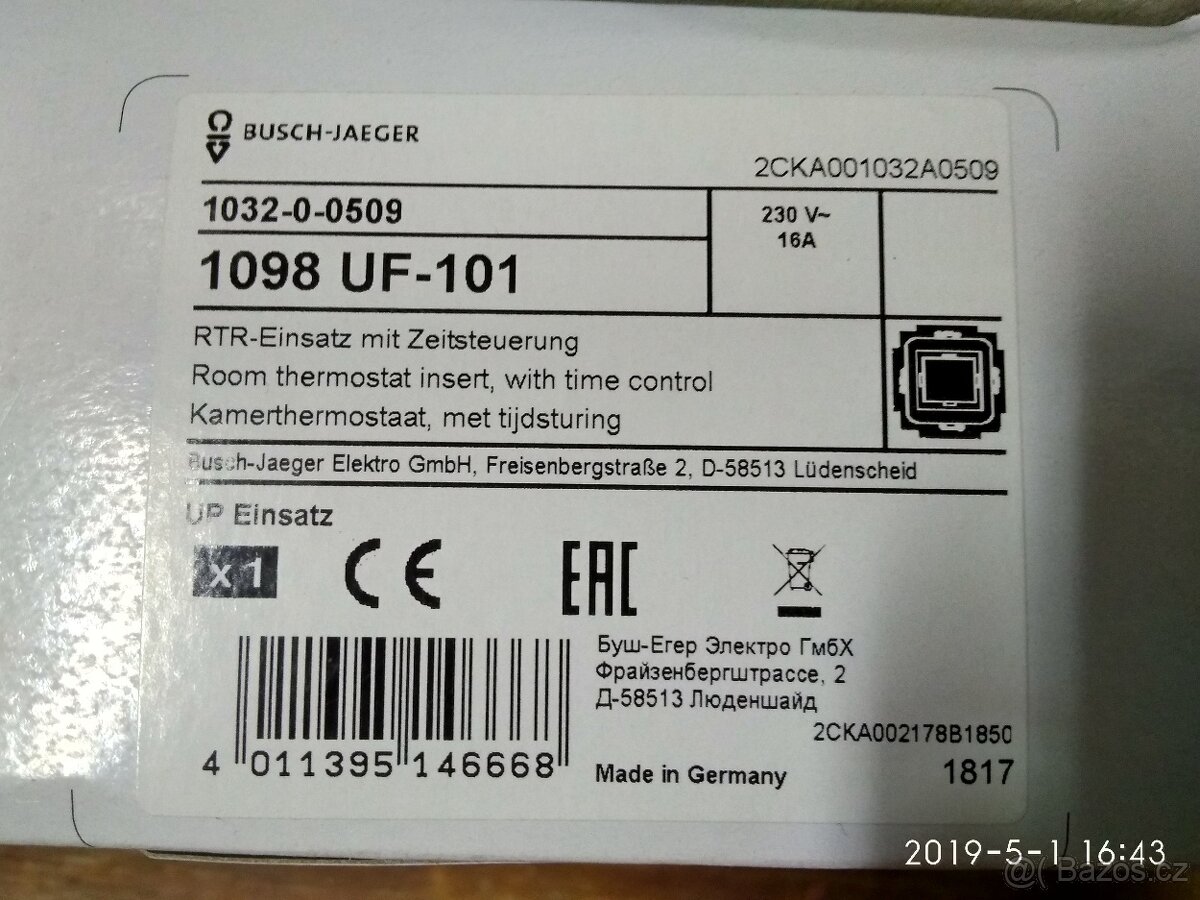 BUSCH-JAEGER
2CKA001032A0509
1032-0-0509
230 V~
16A
1098 UF-101
RTR-Einsatz mit Zeitsteuerung
Room thermostat insert, with time control
Kamerthermostaat, met tijdsturing
Busch-Jaeger Elektro GmbH, Freisenbergstraße 2, D-58513 Lüdenscheid
UP Einsatz
x 1
CE
EAC
Буш-Егер Электро ГмбХ
Фрайзенбергштрассе, 2
Д-58513 Люденшайд
2CKA002178B1850
4 011395 146668
Made in Germany
1817
2019-5-1 16:43
@( Bazos.cz